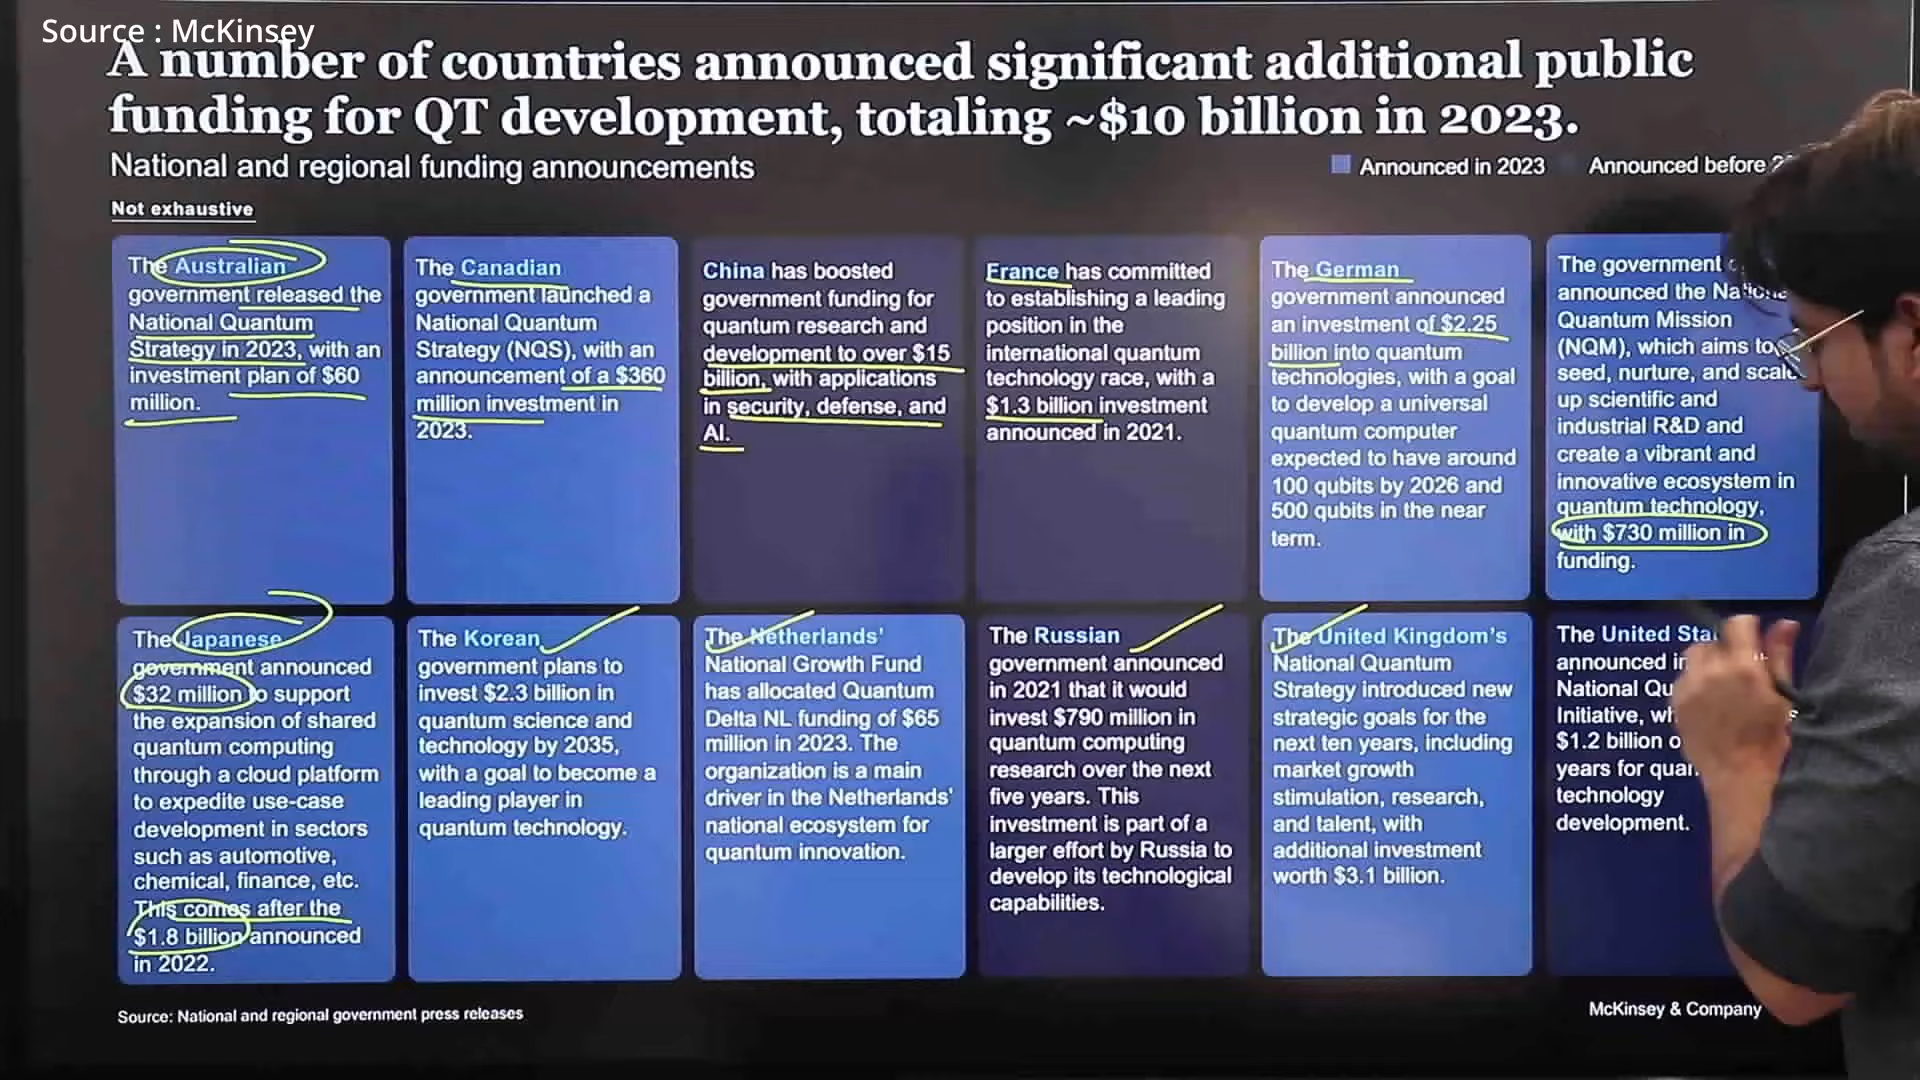 Source : McKinsey
A number of countries announced significant additional public
funding for QT development, totaling ~$10 billion in 2023.
National and regional funding announcements
Announced in 2023
Announced before
Not exhaustive
The Australian
government released the
National Quantum
Strategy in 2023, with an
investment plan of $60
million.
The Canadian
government launched a
National Quantum
Strategy (NQS), with an
announcement of a $360
million investment in
2023.
China has boosted
government funding for
quantum research and
development to over $15
billion, with applications
in security, defense, and
AI.
France has committed
to establishing a leading
position in the
international quantum
technology race, with a
$1.3 billion investment
announced in 2021.
The German
government announced
an investment of $2.25
billion into quantum
technologies, with a goal
to develop a universal
quantum computer
expected to have around
100 qubits by 2026 and
500 qubits in the near
term.
The government
announced the National
Quantum Mission
(NQM), which aims to
seed, nurture, and scale
up scientific and
industrial R&D and
create a vibrant and
innovative ecosystem in
quantum technology,
with $730 million in
funding.
The Japanese
government announced
$32 million to support
the expansion of shared
quantum computing
through a cloud platform
to expedite use-case
development in sectors
such as automotive,
chemical, finance, etc.
This comes after the
$1.8 billion announced
in 2022.
The Korean
government plans to
invest $2.3 billion in
quantum science and
technology by 2035,
with a goal to become a
leading player in
quantum technology.
The Netherlands'
National Growth Fund
has allocated Quantum
Delta NL funding of $65
million in 2023. The
organization is a main
driver in the Netherlands'
national ecosystem for
quantum innovation.
The Russian
government announced
in 2021 that it would
invest $790 million in
quantum computing
research over the next
five years. This
investment is part of a
larger effort by Russia to
develop its technological
capabilities.
The United Kingdom's
National Quantum
Strategy introduced new
strategic goals for the
next ten years, including
market growth
stimulation, research,
and talent, with
additional investment
worth $3.1 billion.
The United
announced
National
Initiative,
$1.2 billion
years for
technology
development.
Source: National and regional government press releases
McKinsey & Company